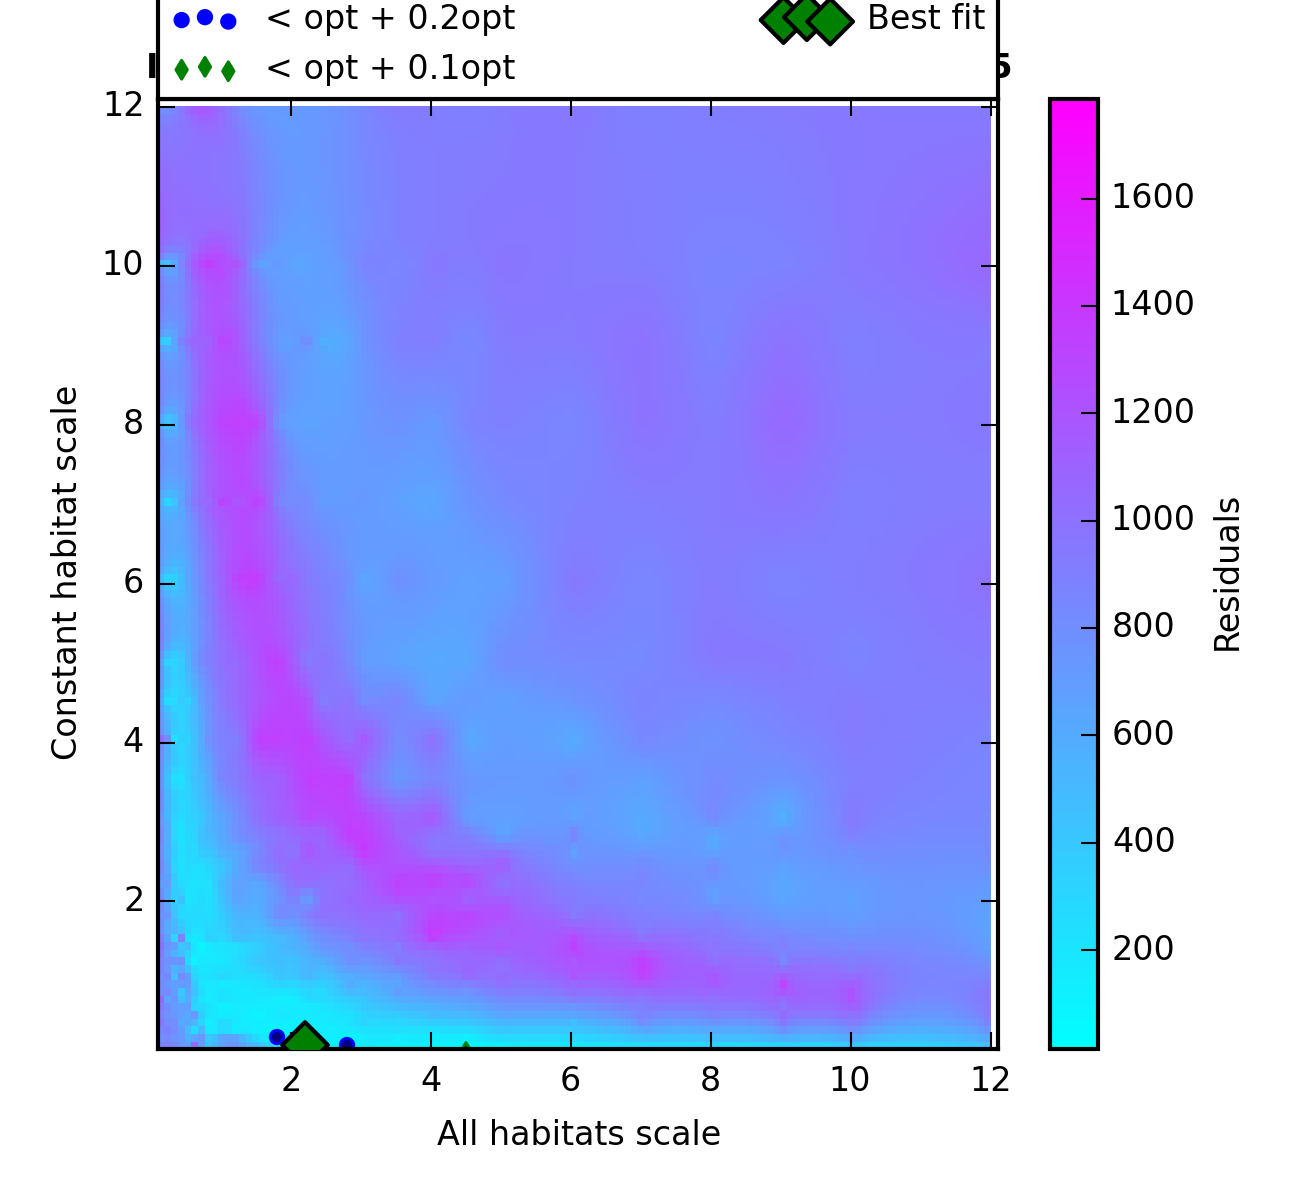 < opt + 0.2opt
Best fit
< opt + 0.1opt
12
10
8
6
4
2
Constant habitat scale
2 4 6 8 10 12
All habitats scale
1600
1400
1200
1000
800
600
400
200
Residuals